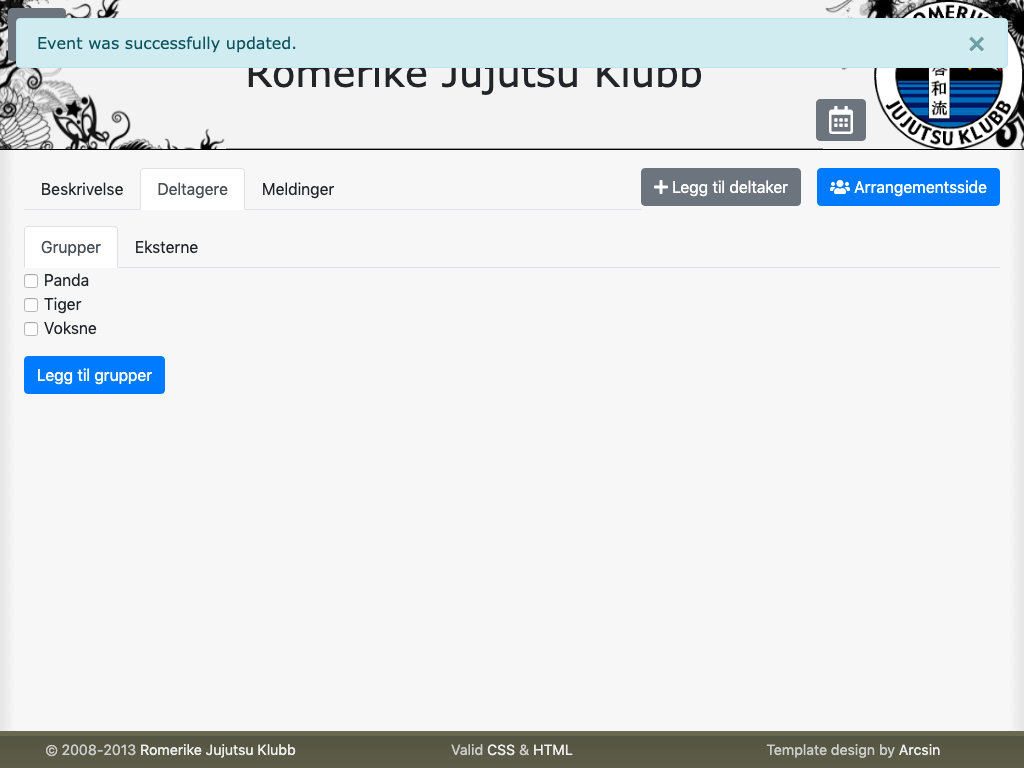 Event was successfully updated.
×
Romerike Jujutsu Klubb
ROMERIKE
和
流
JUJUTSU KLUBB
Beskrivelse
Deltagere
Meldinger
Legg til deltaker
Arrangementsside
Grupper
Eksterne
Panda
Tiger
Voksne
Legg til grupper
© 2008-2013 Romerike Jujutsu Klubb
Valid CSS & HTML
Template design by Arcsin